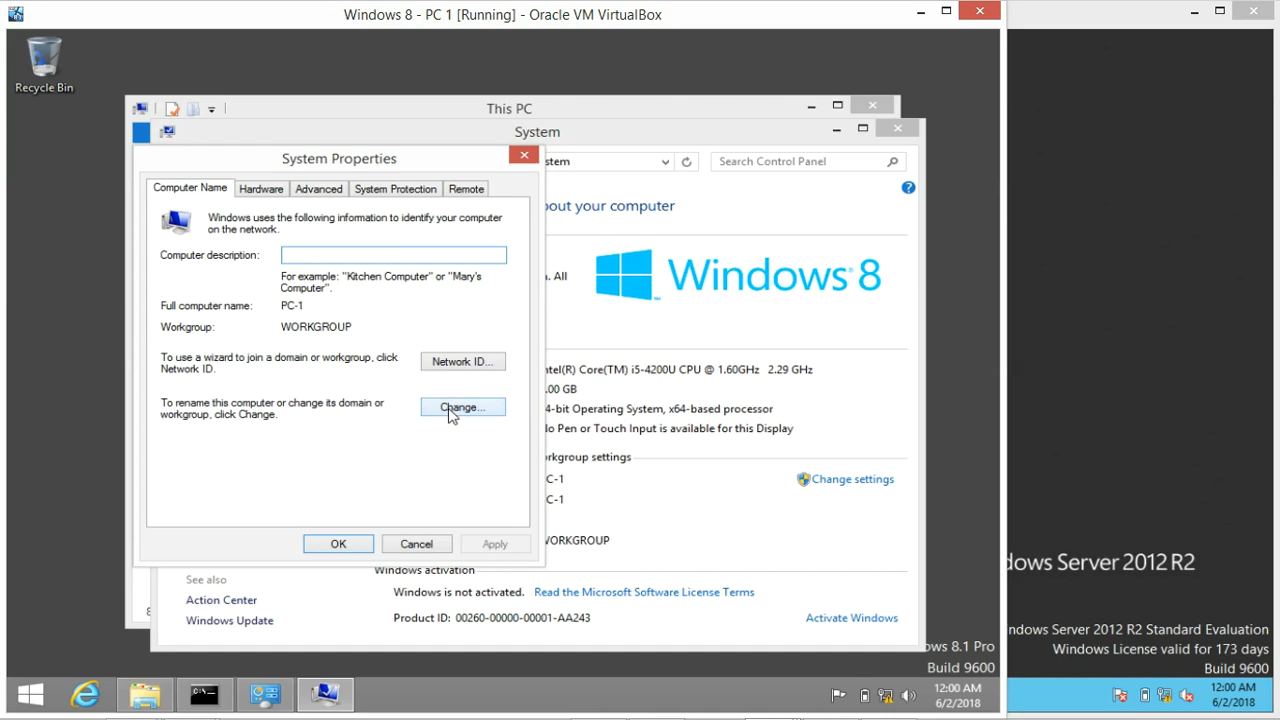 Windows 8 - PC 1 [Running] - Oracle VM VirtualBox
Recycle Bin
This PC
System
System Properties
stem
Search Control Panel
Computer Name
Hardware
Advanced
System Protection
Remote
bout your computer
Windows uses the following information to identify your computer
on the network.
Computer description:
For example: "Kitchen Computer" or "Mary's
Computer".
n. All
Windows 8
Full computer name:
PC-1
Workgroup:
WORKGROUP
To use a wizard to join a domain or workgroup, click
Network ID.
Network ID...
ntel(R) Core(TM) i5-4200U CPU @ 1.60GHz 2.29 GHz
.00 GB
To rename this computer or change its domain or
workgroup, click Change.
Change...
4-bit Operating System, x64-based processor
lo Pen or Touch Input is available for this Display
orkgroup settings
C-1
Change settings
C-1
WORKGROUP
OK
Cancel
Apply
See also
Action Center
Windows Update
Windows activation
Windows is not activated. Read the Microsoft Software License Terms
Product ID: 00260-00000-00001-AA243
Activate Windows
ows 8.1 Pro
Build 9600
12:00 AM
6/2/2018
dows Server 2012 R2
ndows Server 2012 R2 Standard Evaluation
Windows License valid for 173 days
Build 9600
12:00 AM
6/2/2018